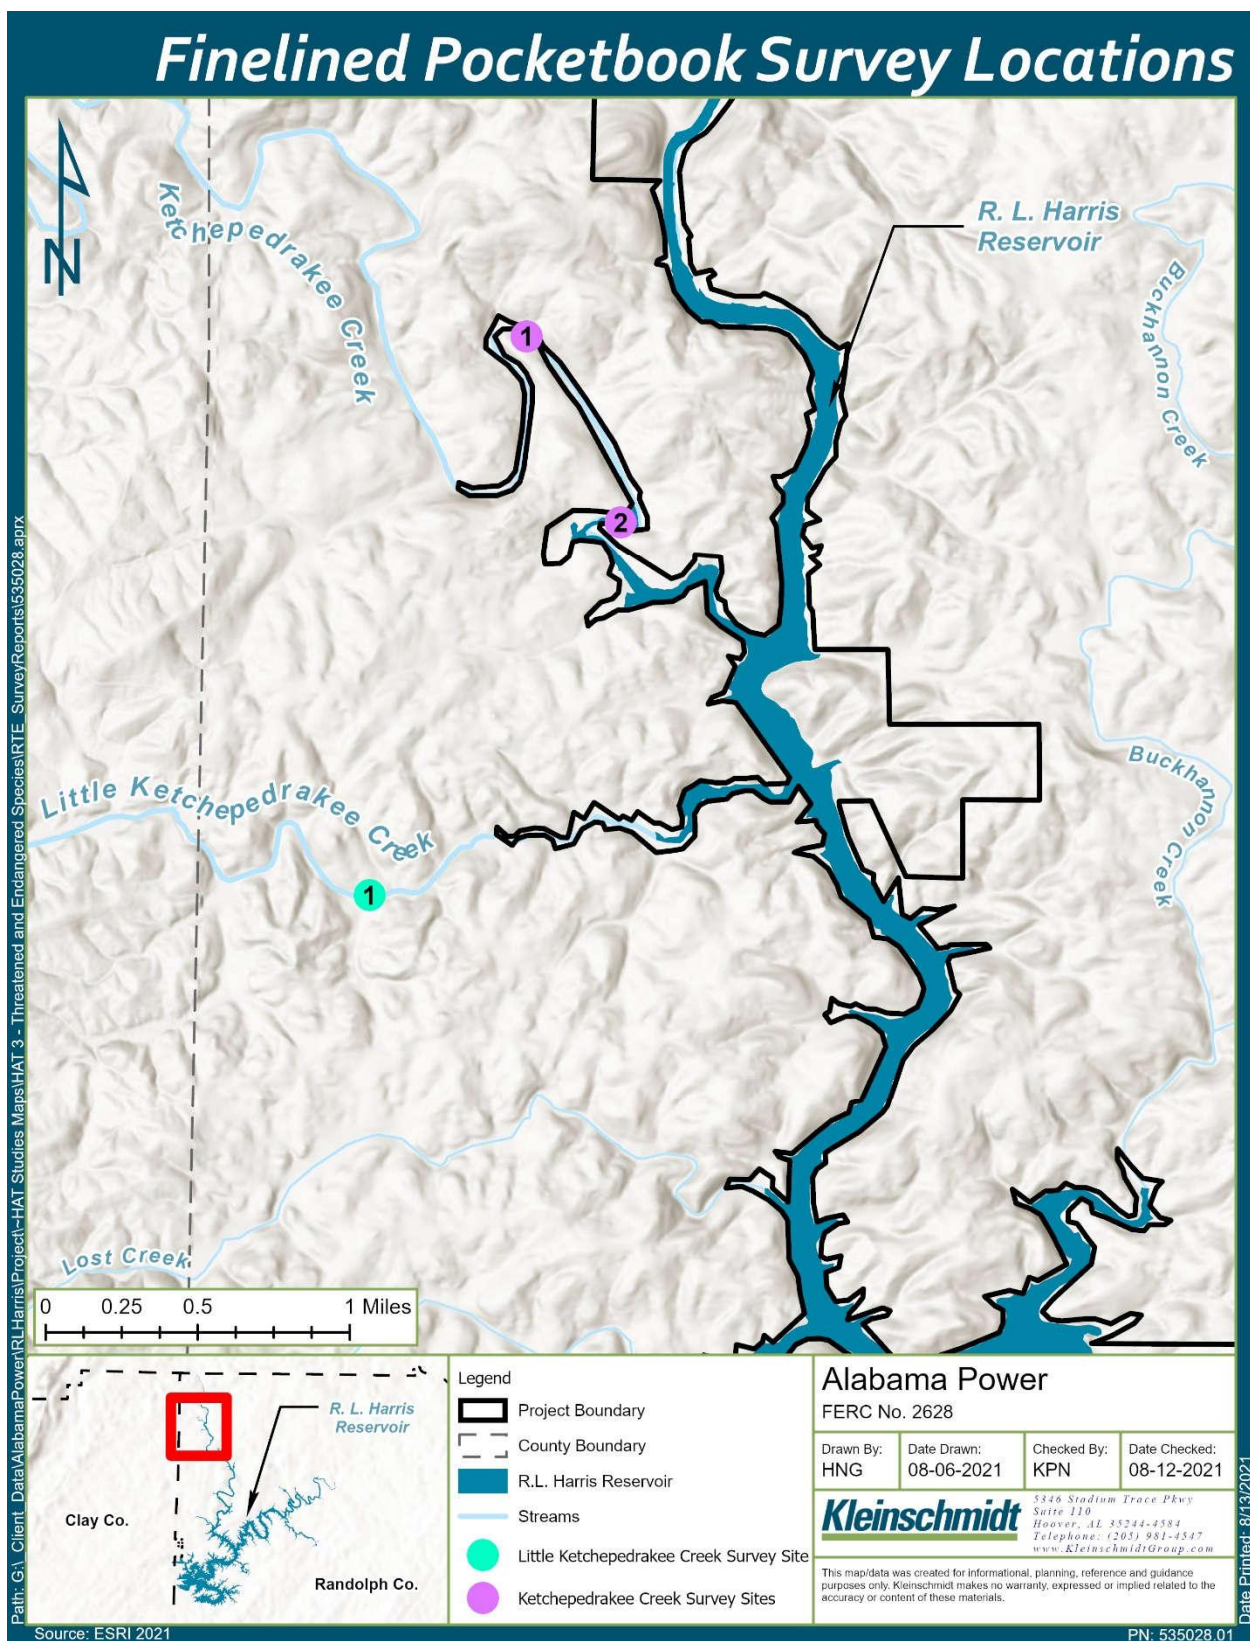 Finelined Pocketbook Survey Locations
N
Ketchepedrakee Creek
R. L. Harris
Reservoir
Buckhannon Creek
1
2
Little Ketchepedrakee Creek
1
Buckhannon Creek
Lost Creek
0 0.25 0.5 1 Miles
R. L. Harris
Reservoir
Clay Co.
Randolph Co.
Legend
Project Boundary
County Boundary
R.L. Harris Reservoir
Streams
Little Ketchepedrakee Creek Survey Site
Ketchepedrakee Creek Survey Sites
Alabama Power
FERC No. 2628
Drawn By:
HNG
Date Drawn:
08-06-2021
Checked By:
KPN
Date Checked:
08-12-2021
Kleinschmidt
5346 Stadium Trace Pkwy
Suite 110
Hoover, AL 35244-4584
Telephone: (205) 981-4547
www.KleinschmidtGroup.com
This map/data was created for informational, planning, reference and guidance
purposes only. Kleinschmidt makes no warranty, expressed or implied related to the
accuracy or content of these materials.
Path: G:\_Client_Data\AlabamaPower\RLHarris\Project\~HAT Studies Maps\HAT 3 - Threatened and Endangered Species\RTE_SurveyReports\535028.aprx
Date Printed: 8/13/2021
Source: ESRI 2021
PN: 535028.01